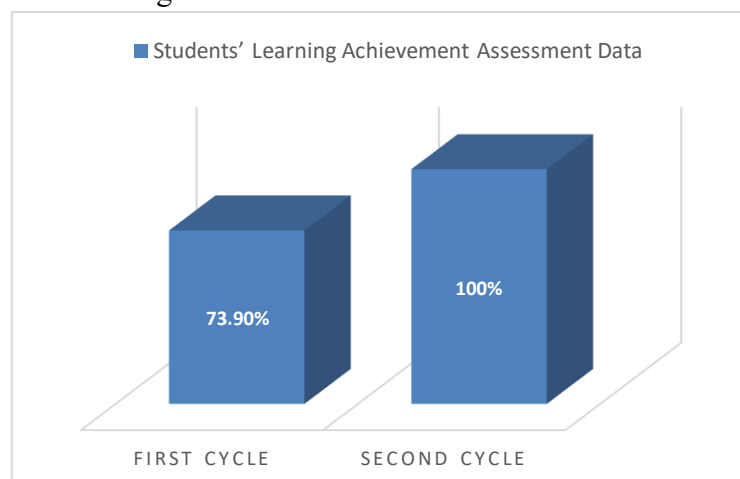 Students’ Learning Achievement Assessment Data
73.90%
100%
FIRST CYCLE
SECOND CYCLE